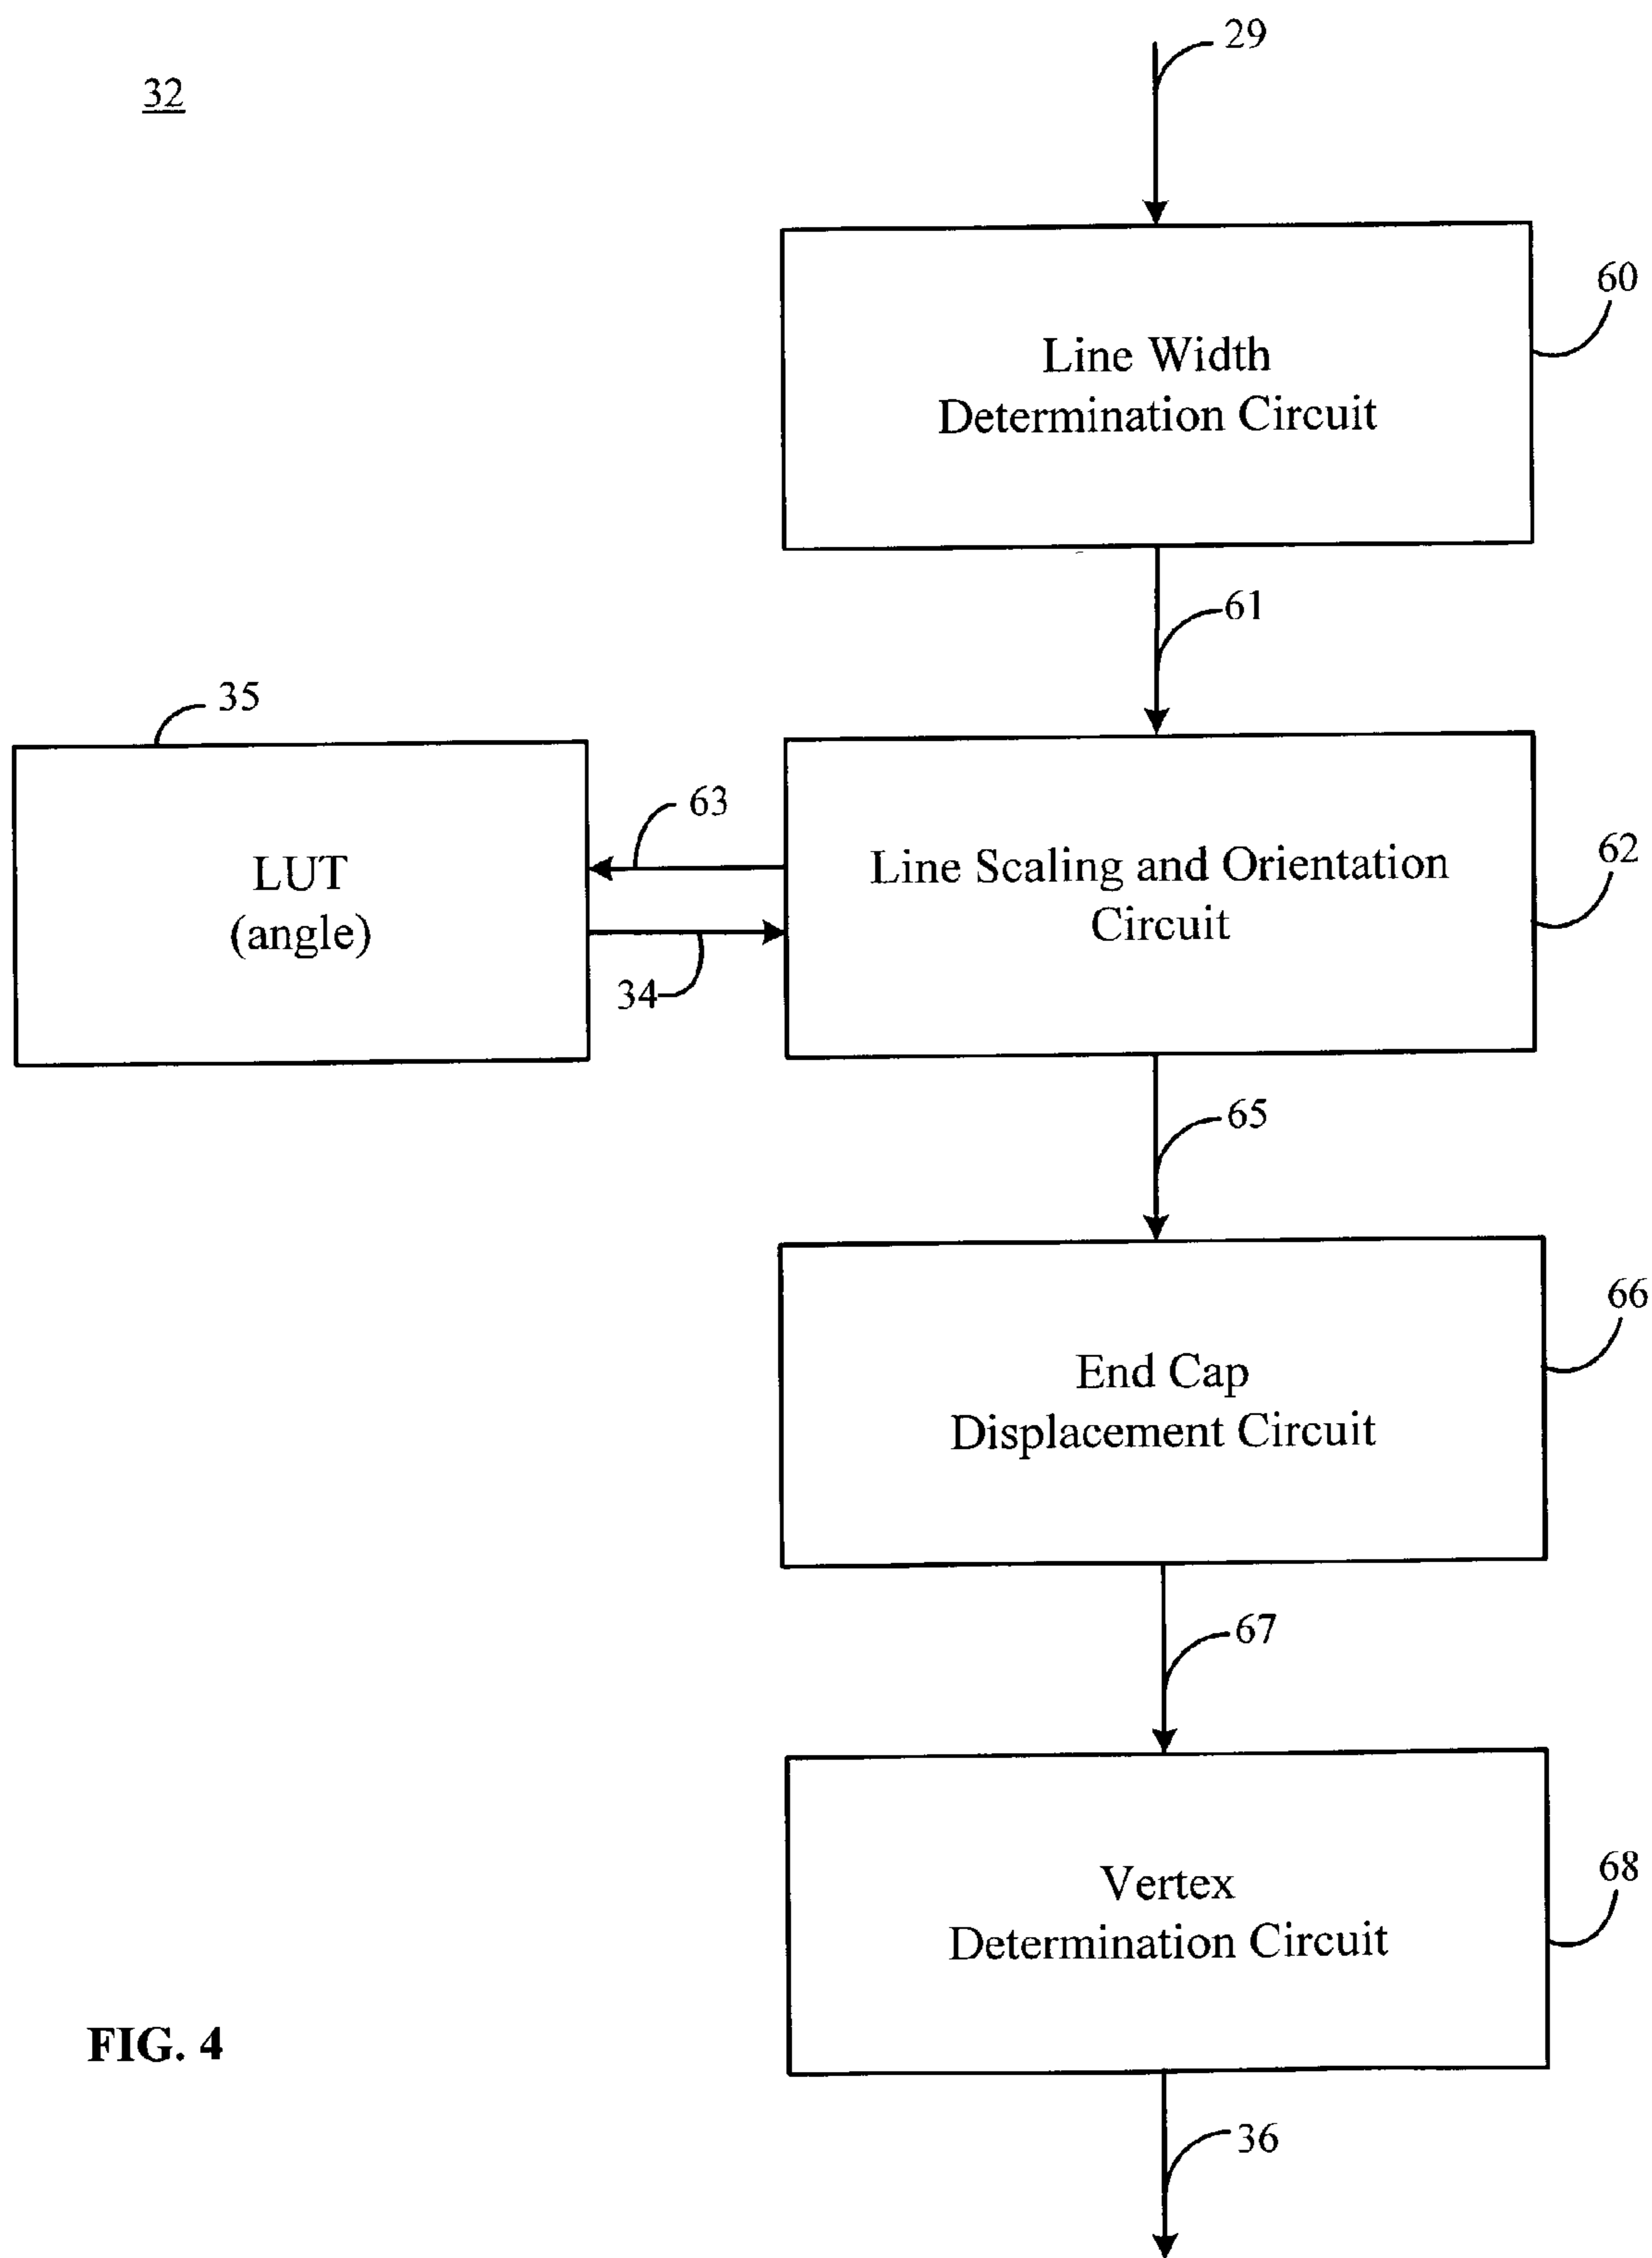 29
32
60
Line Width
Determination Circuit
61
35
63
LUT
(angle)
Line Scaling and Orientation
Circuit
62
34
65
66
End Cap
Displacement Circuit
67
68
Vertex
Determination Circuit
FIG. 4
36